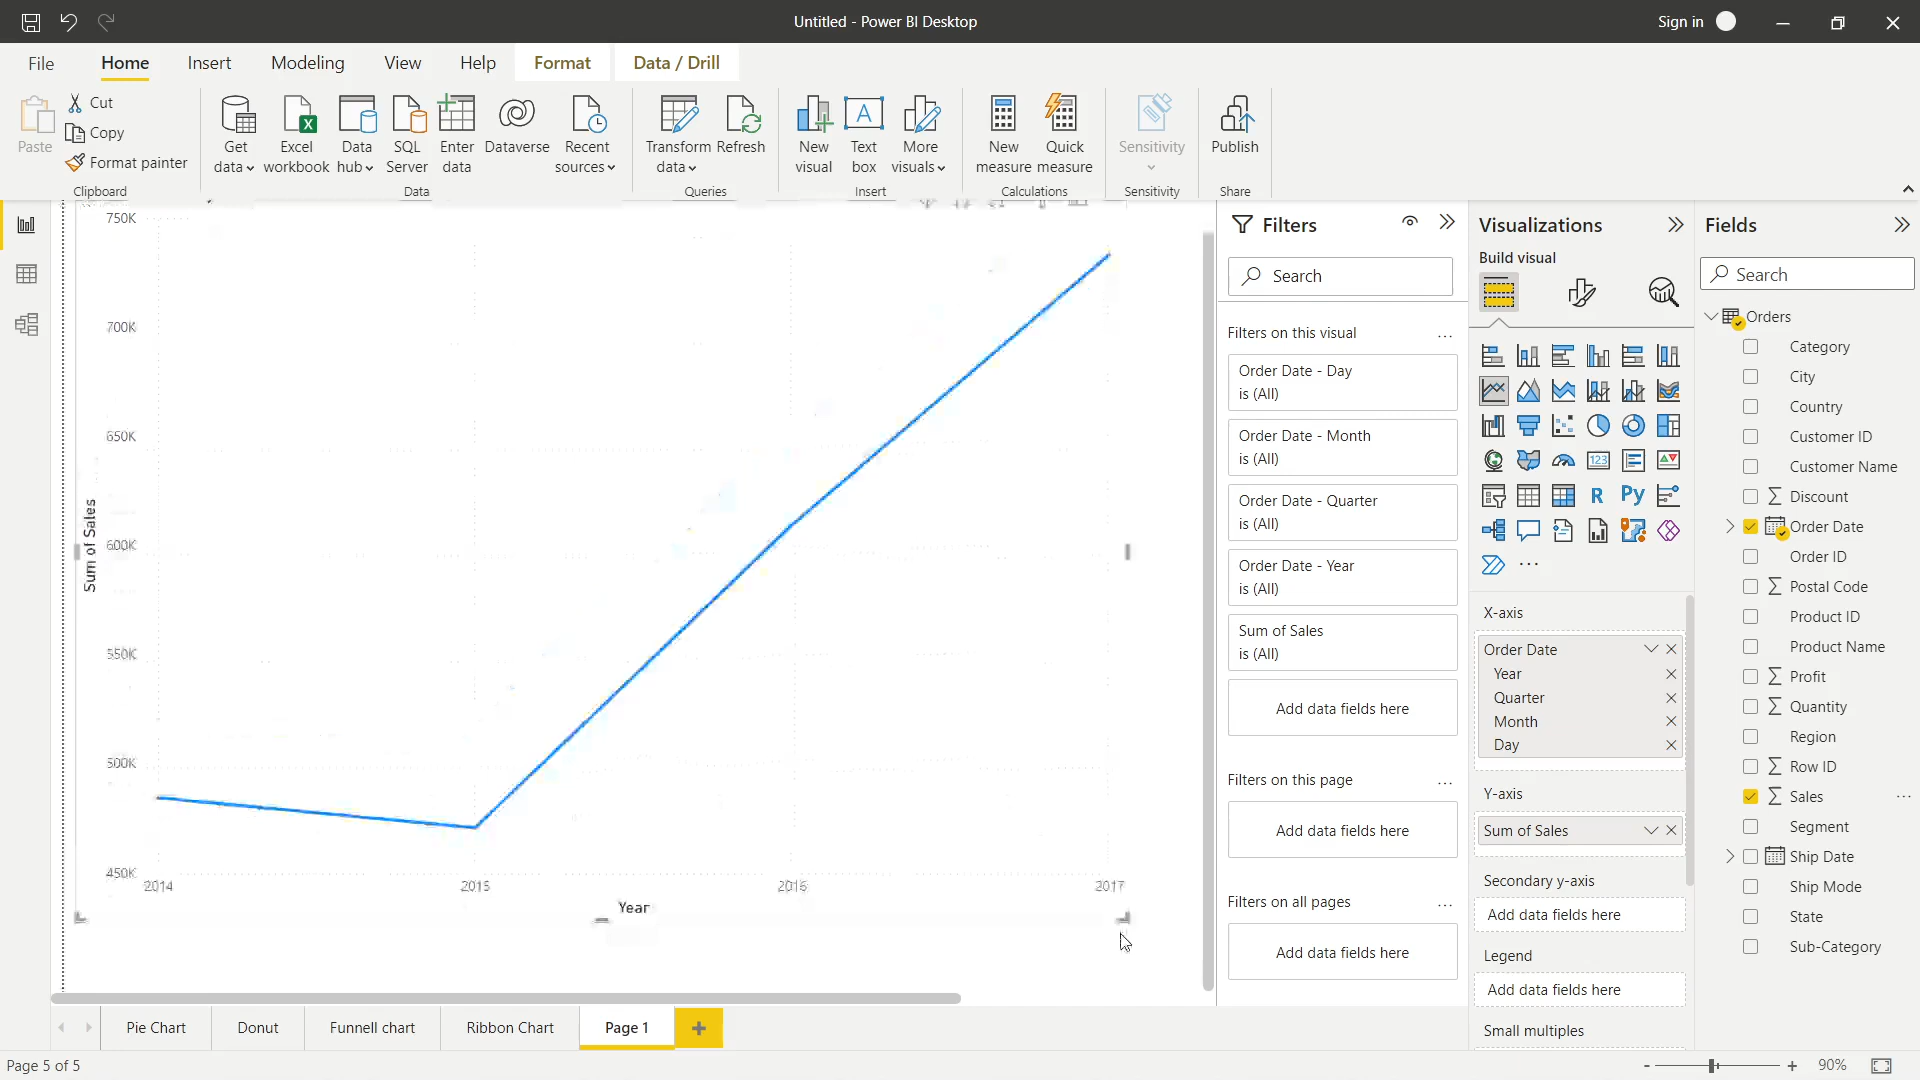 Untitled - Power BI Desktop
Sign in
File
Home
Insert
Modeling
View
Help
Format
Data / Drill
Paste
Cut
Copy
Format painter
Clipboard
Get data
Excel workbook
Data hub
SQL Server
Enter data
Dataverse
Recent sources
Data
Transform data
Refresh
Queries
New visual
Text box
More visuals
Insert
New measure
Quick measure
Calculations
Sensitivity
Sensitivity
Publish
Share
750K
700K
650K
600K
550K
500K
450K
Sum of Sales
2014
2015
2016
2017
Year
Filters
Search
Filters on this visual
...
Order Date - Day
is (All)
Order Date - Month
is (All)
Order Date - Quarter
is (All)
Order Date - Year
is (All)
Sum of Sales
is (All)
Add data fields here
Filters on this page
...
Add data fields here
Filters on all pages
...
Add data fields here
Visualizations
Build visual
123
R
Py
...
X-axis
Order Date
Year
Quarter
Month
Day
Y-axis
Sum of Sales
Secondary y-axis
Add data fields here
Legend
Add data fields here
Small multiples
Fields
Search
Orders
Category
City
Country
Customer ID
Customer Name
Discount
Order Date
Order ID
Postal Code
Product ID
Product Name
Profit
Quantity
Region
Row ID
Sales
...
Segment
Ship Date
Ship Mode
State
Sub-Category
Pie Chart
Donut
Funnell chart
Ribbon Chart
Page 1
+
Page 5 of 5
- + 90%